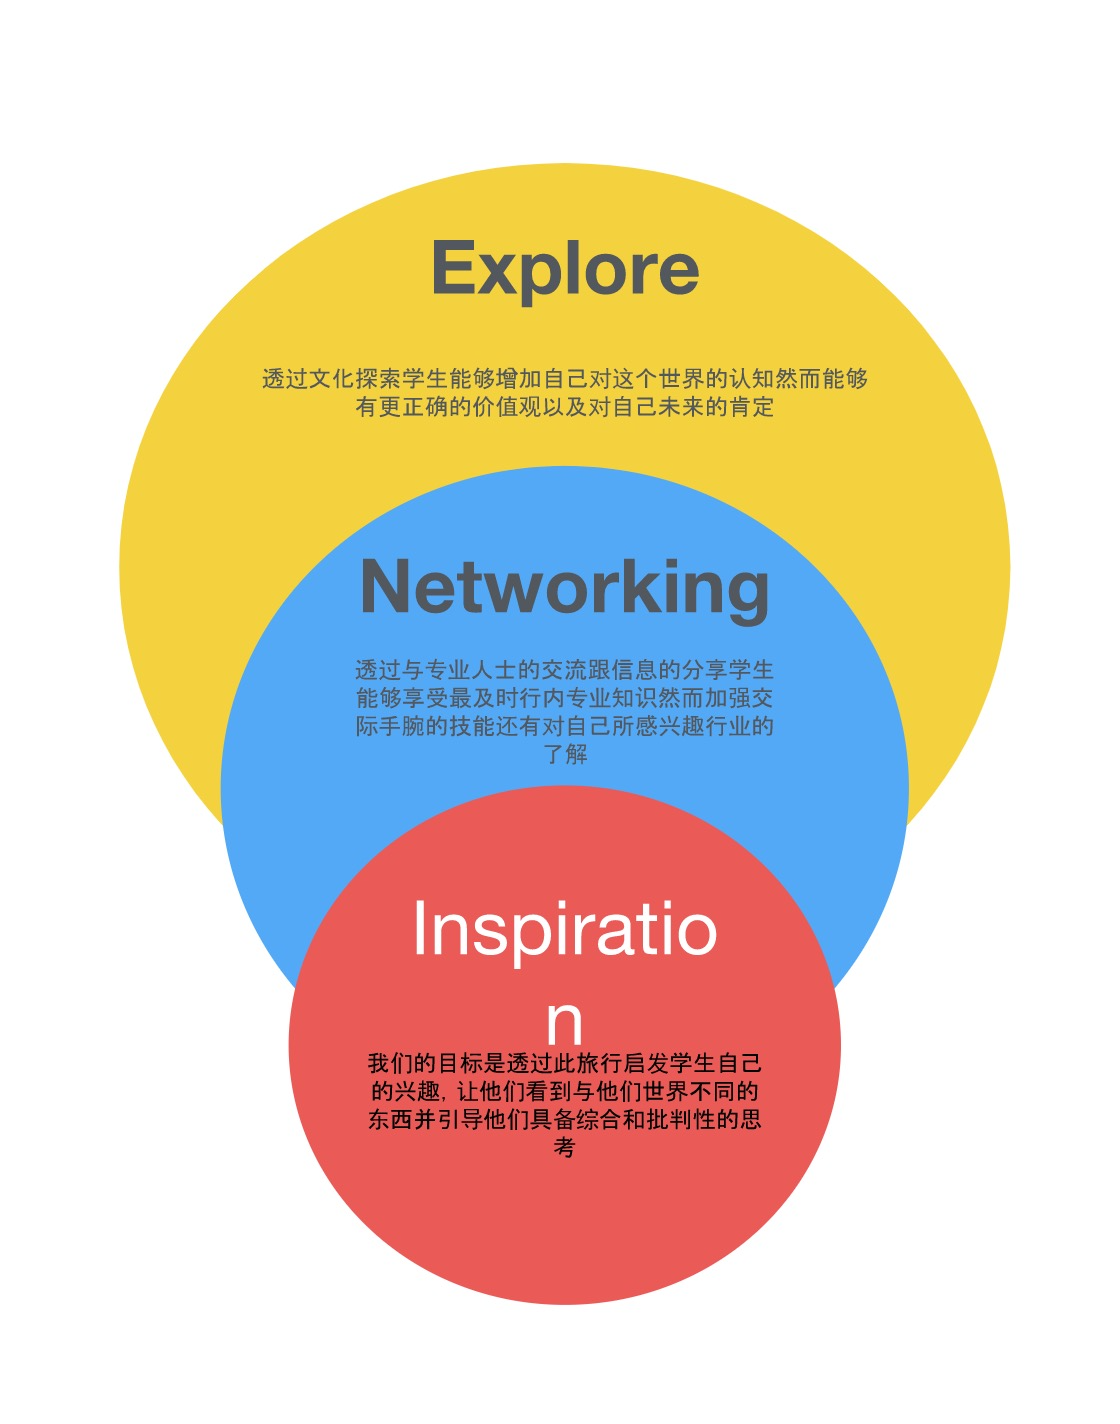 Explore
透过文化探索学生能够增加自己对这个世界的认知然而能够
有更正确的价值观以及对自己未来的肯定
Networking
透过与专业人士的交流跟信息的分享学生
能够享受最及时行内专业知识然而加强交
际手腕的技能还有对自己所感兴趣行业的
了解
Inspiratio
n
我们的目标是透过此旅行启发学生自己
的兴趣, 让他们看到与他们世界不同的
东西并引导他们具备综合和批判性的思
考